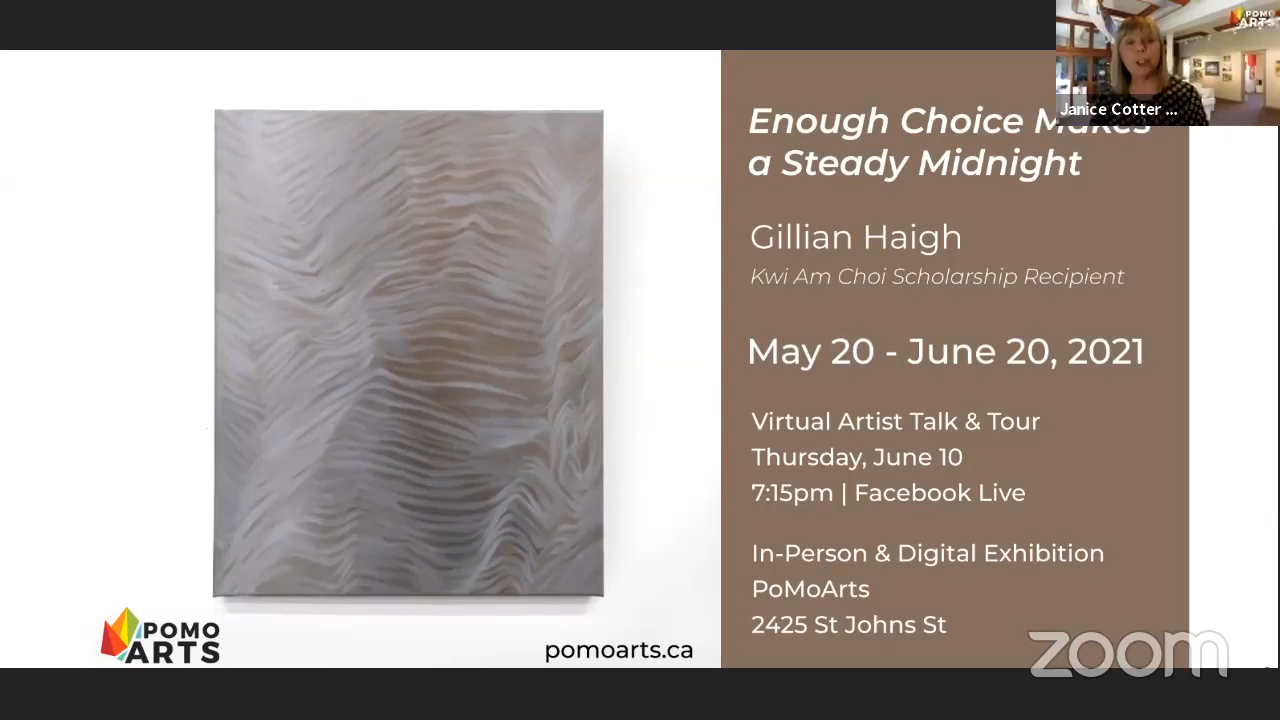 POMO
ARTS
Janice Cotter ...
Enough Choice Makes
a Steady Midnight
Gillian Haigh
Kwi Am Choi Scholarship Recipient
May 20 - June 20, 2021
Virtual Artist Talk & Tour
Thursday, June 10
7:15pm | Facebook Live
In-Person & Digital Exhibition
PoMoArts
2425 St Johns St
POMO
ARTS
pomoarts.ca
zoom